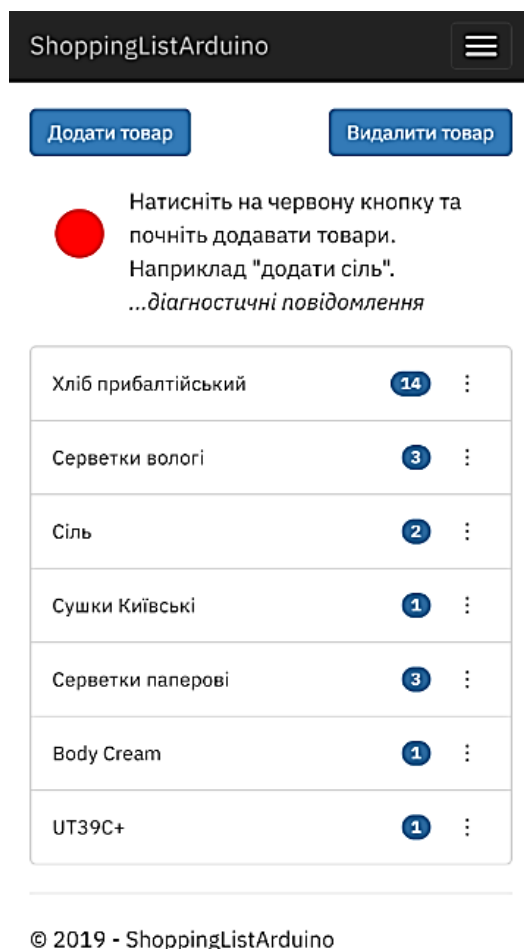 ShoppingListArduino
Додати товар
Видалити товар
Натисніть на червону кнопку та
почніть додавати товари.
Наприклад "додати сіль".
...діагностичні повідомлення
Хліб прибалтійський 14
Серветки вологі 3
Сіль 2
Сушки Київські 1
Серветки паперові 3
Body Cream 1
UT39C+ 1
© 2019 - ShoppingListArduino